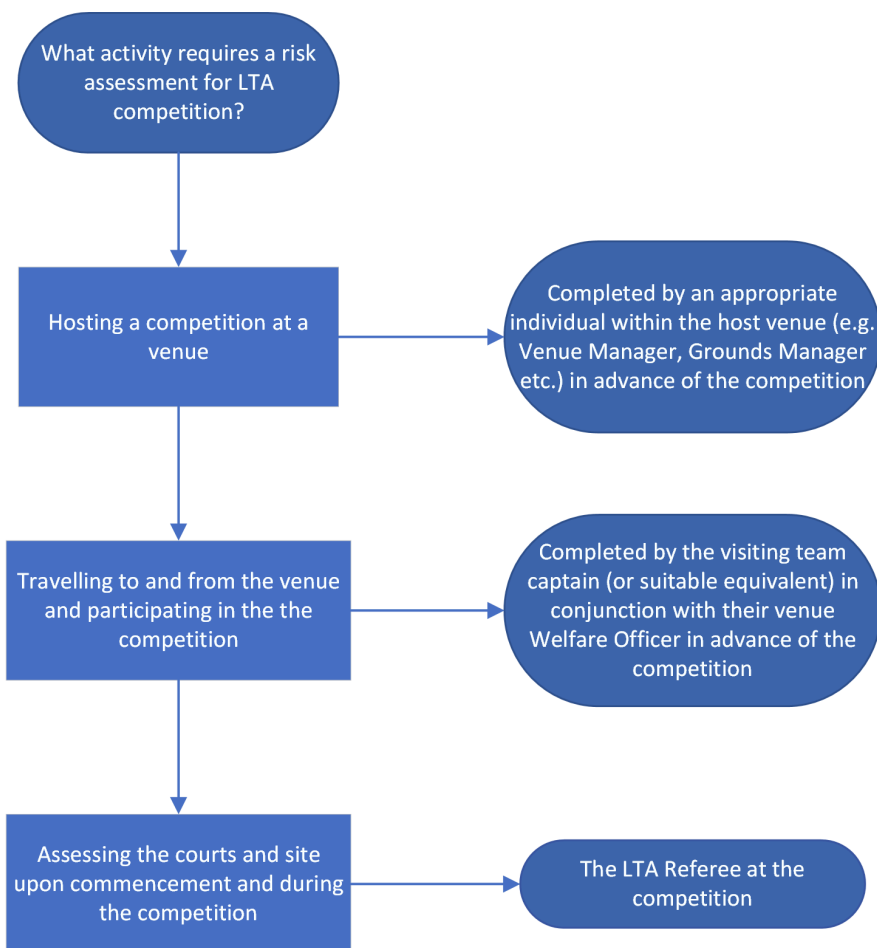 What activity requires a risk
assessment for LTA
competition?
Hosting a competition at a
venue
Completed by an appropriate
individual within the host venue (e.g.
Venue Manager, Grounds Manager
etc.) in advance of the competition
Travelling to and from the venue
and participating in the the
competition
Completed by the visiting team
captain (or suitable equivalent) in
conjunction with their venue
Welfare Officer in advance of the
competition
Assessing the courts and site
upon commencement and during
the competition
The LTA Referee at the
competition